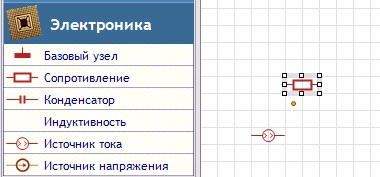 Электроника
Базовый узел
Сопротивление
Конденсатор
Индуктивность
Источник тока
Источник напряжения